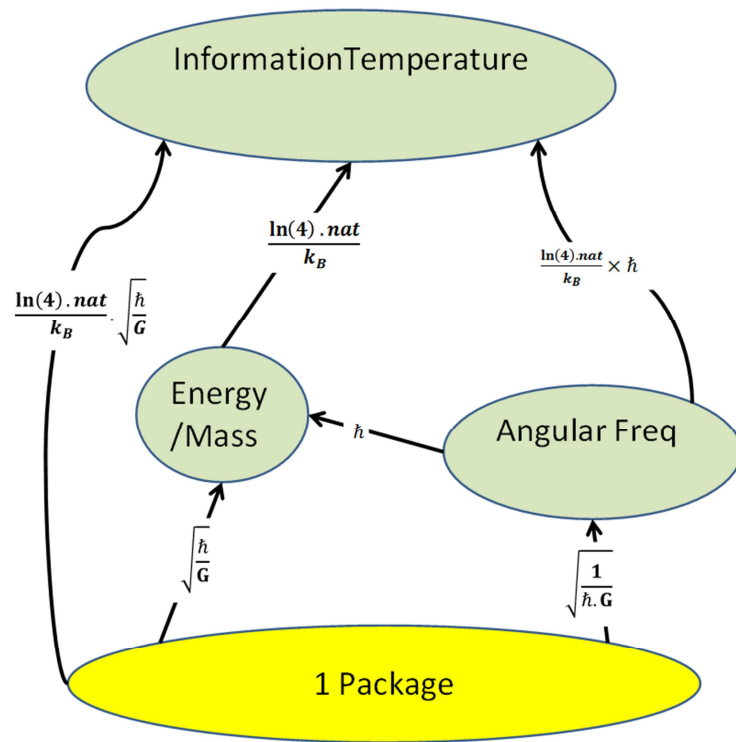 InformationTemperature
ln(4) .nat
k_B
ln(4).nat
k_B × ħ
ln(4) .nat
k_B . √ħ
G
Energy
/Mass
ħ
Angular Freq
√ħ
G
√1
ħ.G
1 Package